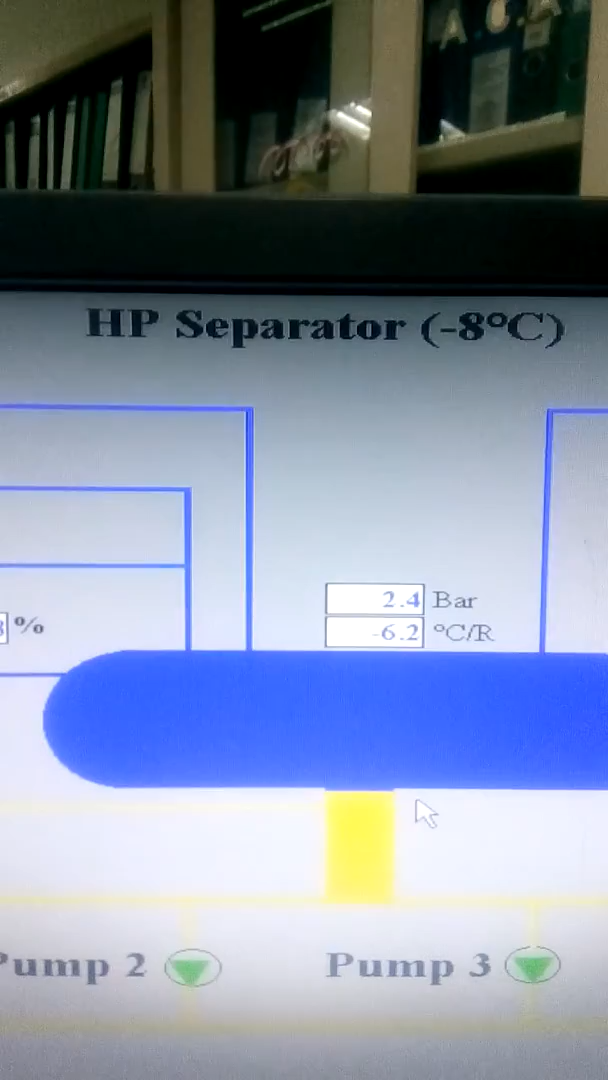 A.C.A
HP Separator (-8°C)
2.4 Bar
-6.2 °C/R
%
Pump 2
Pump 3